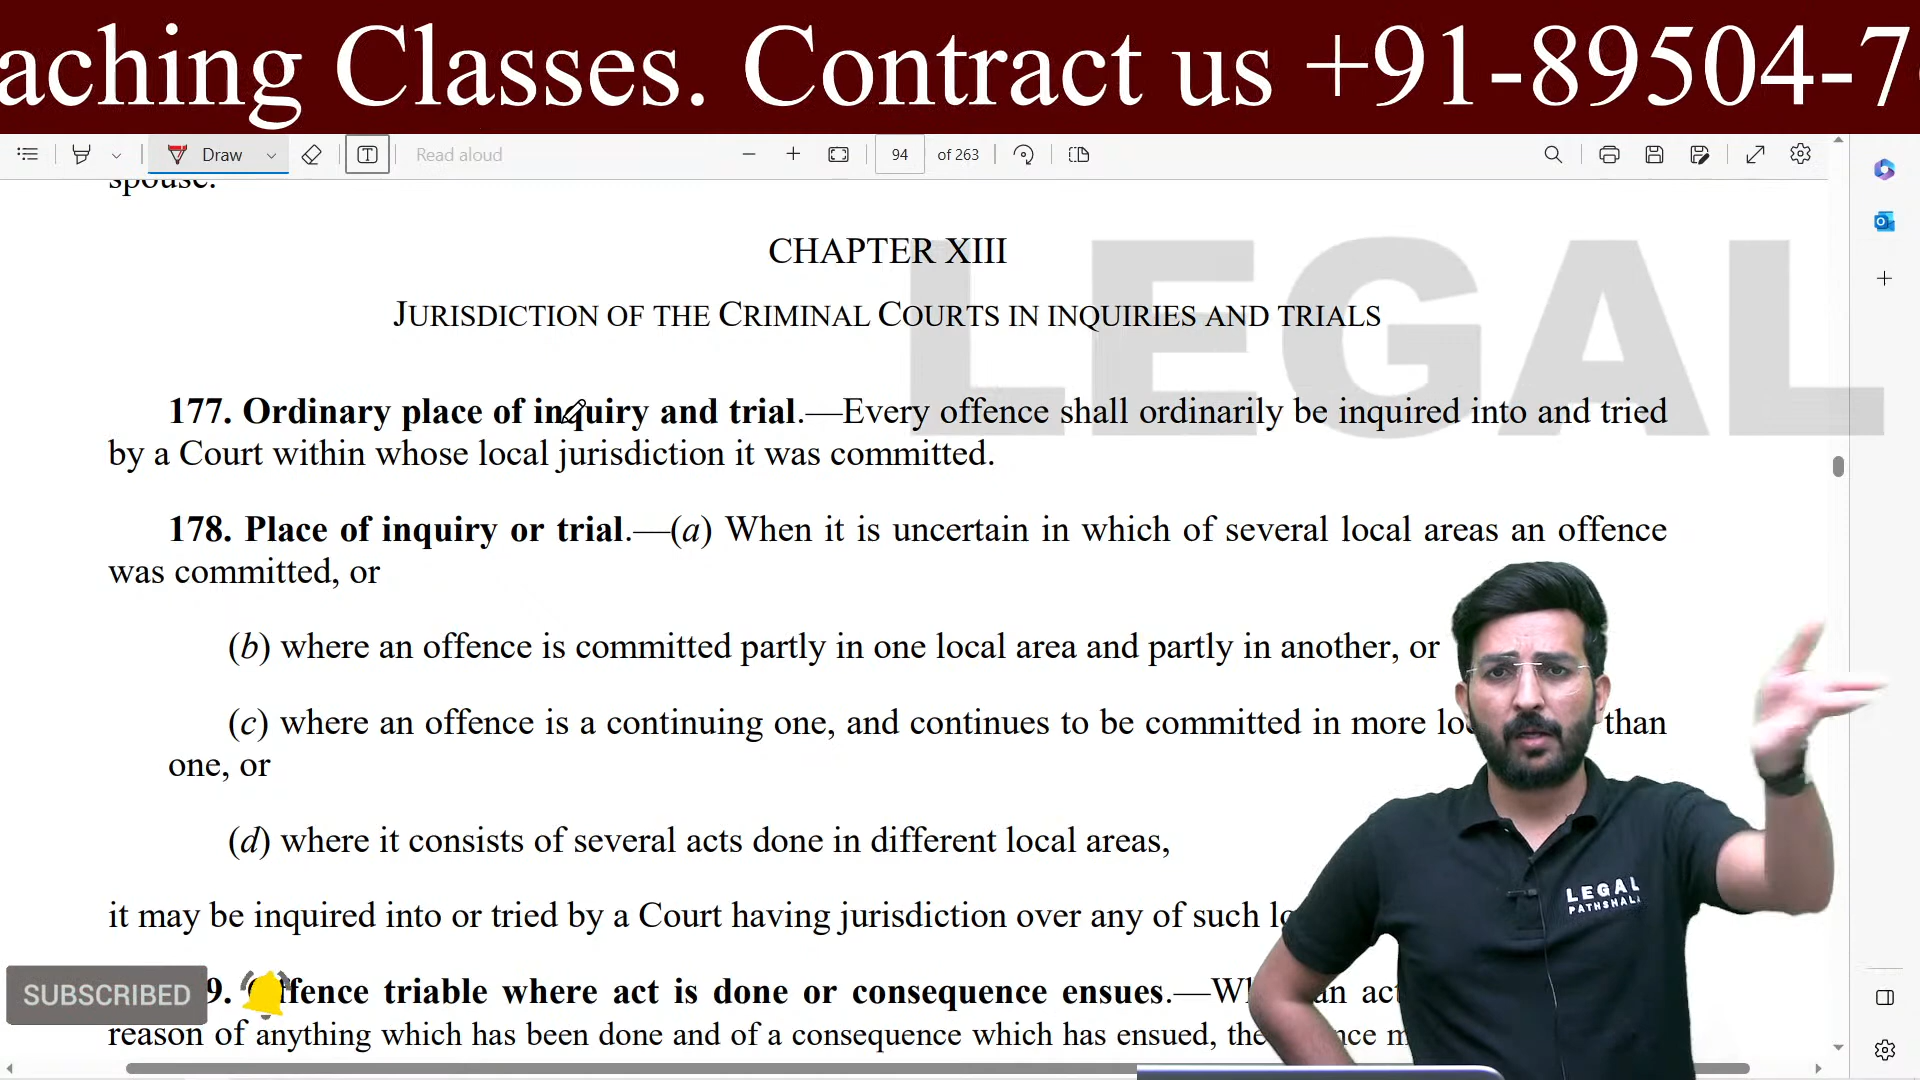 aching Classes. Contract us +91-89504-7
Draw
Read aloud
94 of 263
spouse.
LEGAL
CHAPTER XIII
JURISDICTION OF THE CRIMINAL COURTS IN INQUIRIES AND TRIALS
177. Ordinary place of inquiry and trial.—Every offence shall ordinarily be inquired into and tried
by a Court within whose local jurisdiction it was committed.
178. Place of inquiry or trial.—(a) When it is uncertain in which of several local areas an offence
was committed, or
(b) where an offence is committed partly in one local area and partly in another, or
(c) where an offence is a continuing one, and continues to be committed in more than
one, or
(d) where it consists of several acts done in different local areas,
it may be inquired into or tried by a Court having jurisdiction over any of such
9. Offence triable where act is done or consequence ensues.—When an act
reason of anything which has been done and of a consequence which has ensued, the
SUBSCRIBED
LEGAL
PATHSHALA